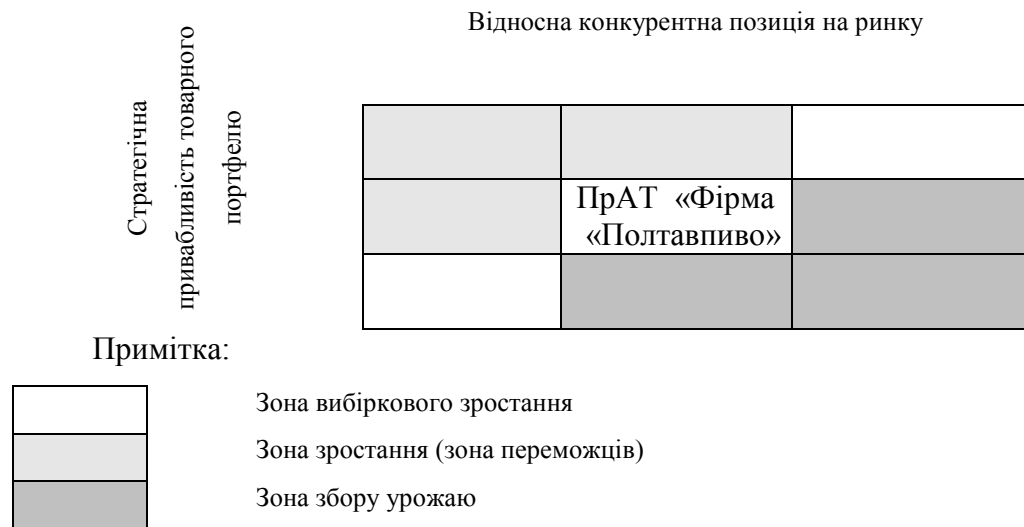 Відносна конкурентна позиція на ринку
Стратегічна
привабливість товарного
портфелю
ПрАТ «Фірма
«Полтавпиво»
Примітка:
Зона вибіркового зростання
Зона зростання (зона переможців)
Зона збору урожаю